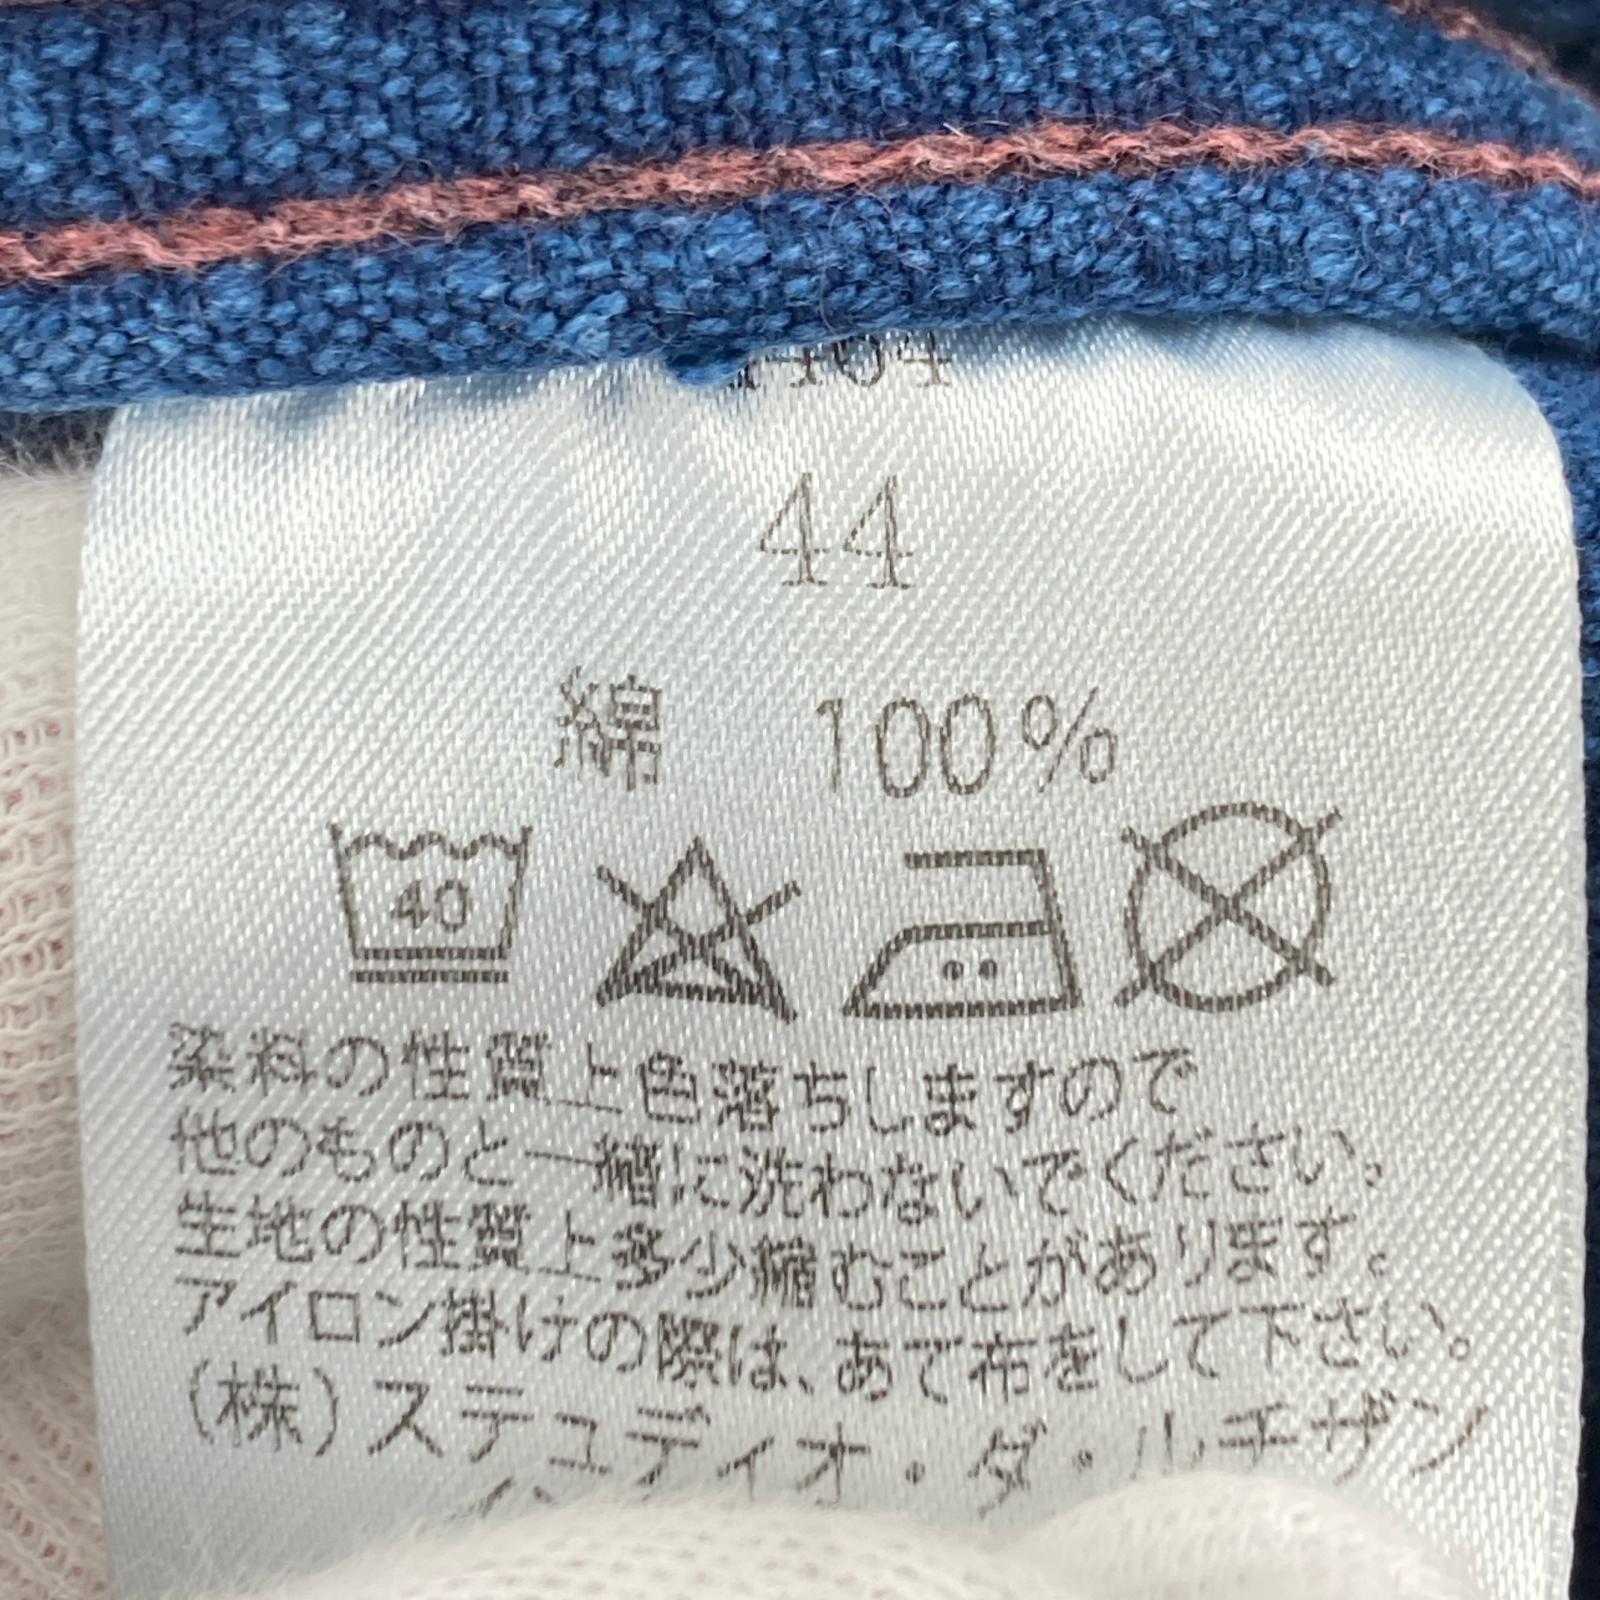 44
綿 100%
40
染料の性質上色落ちしますので
他のものと一緒に洗わないでください。
生地の性質上多少縮むことがあります。
アイロン掛けの際は、あて布をして下さい。
(株)ステュディオ・ダ・ルチザン